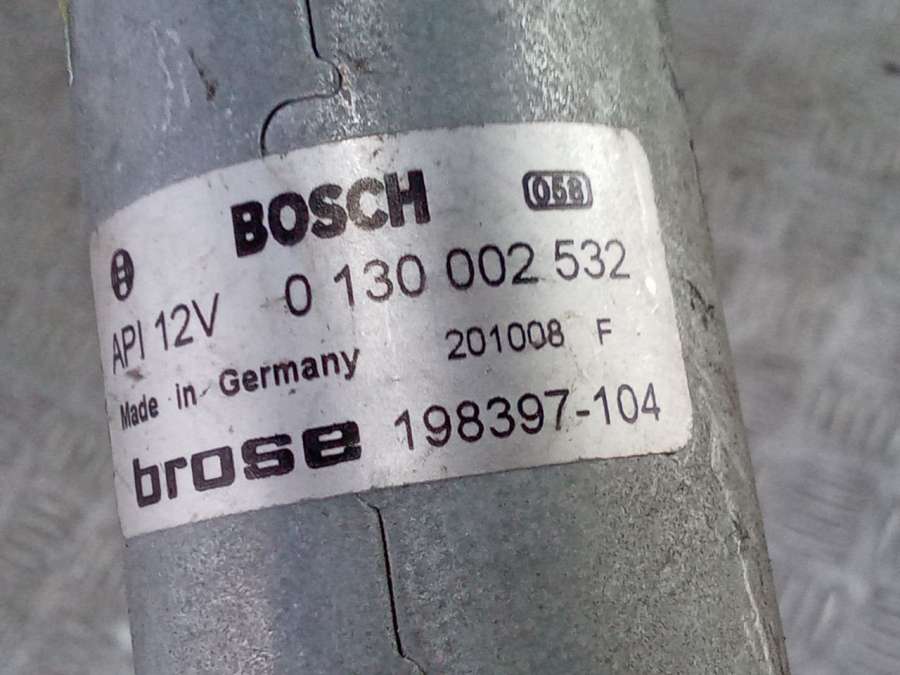 BOSCH 058
API 12V 0 130 002 532
Made in Germany 201008 F
brose 198397-104